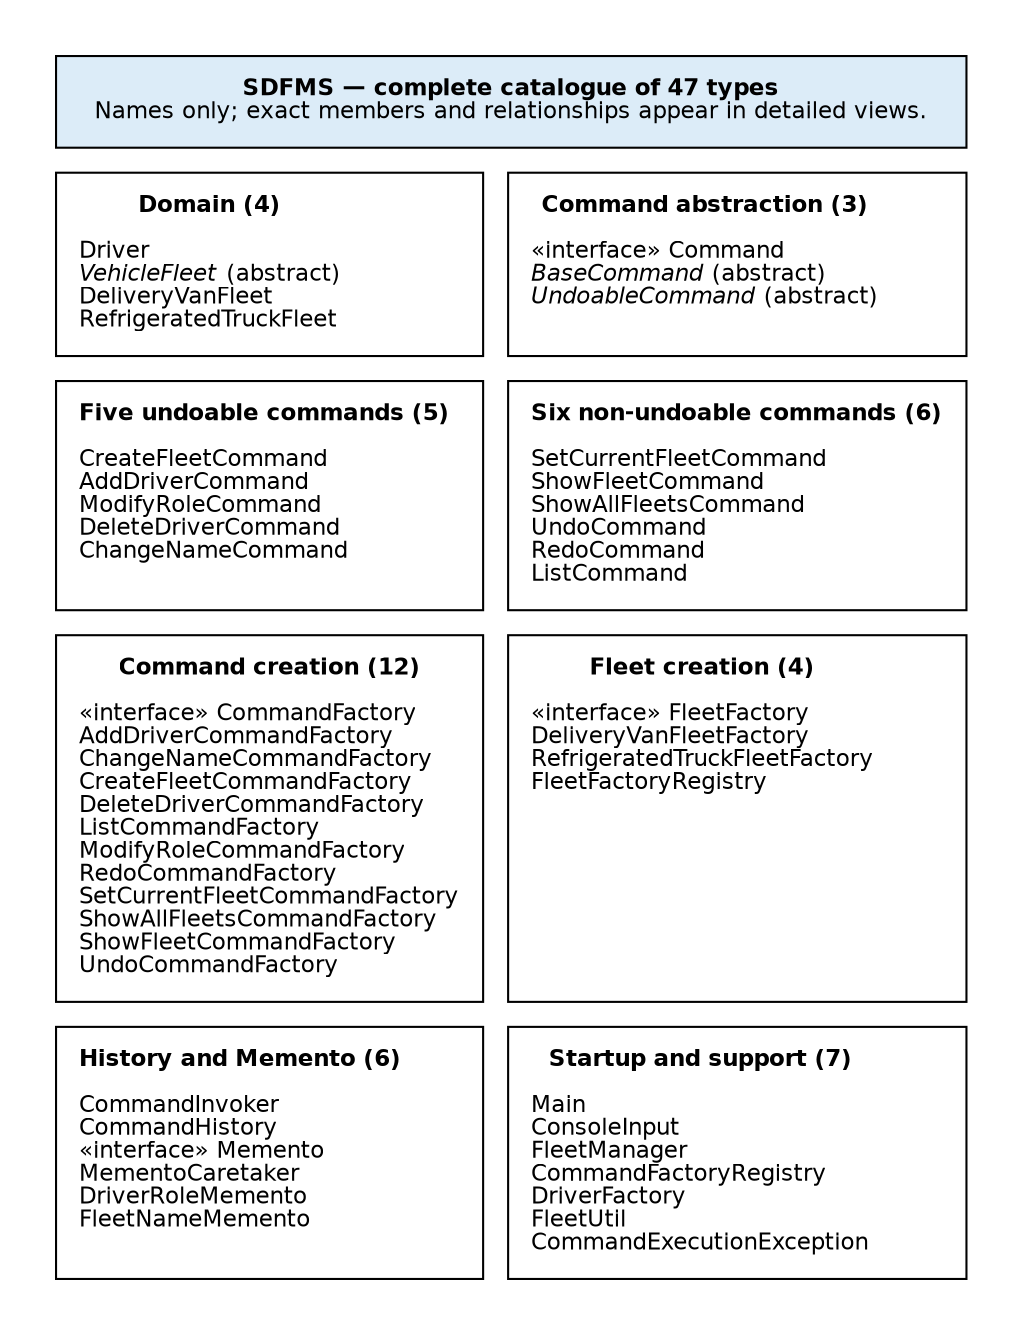 SDFMS — complete catalogue of 47 types
Names only; exact members and relationships appear in detailed views.
Domain (4)
Driver
VehicleFleet (abstract)
DeliveryVanFleet
RefrigeratedTruckFleet
Command abstraction (3)
«interface» Command
BaseCommand (abstract)
UndoableCommand (abstract)
Five undoable commands (5)
CreateFleetCommand
AddDriverCommand
ModifyRoleCommand
DeleteDriverCommand
ChangeNameCommand
Six non-undoable commands (6)
SetCurrentFleetCommand
ShowFleetCommand
ShowAllFleetsCommand
UndoCommand
RedoCommand
ListCommand
Command creation (12)
«interface» CommandFactory
AddDriverCommandFactory
ChangeNameCommandFactory
CreateFleetCommandFactory
DeleteDriverCommandFactory
ListCommandFactory
ModifyRoleCommandFactory
RedoCommandFactory
SetCurrentFleetCommandFactory
ShowAllFleetsCommandFactory
ShowFleetCommandFactory
UndoCommandFactory
Fleet creation (4)
«interface» FleetFactory
DeliveryVanFleetFactory
RefrigeratedTruckFleetFactory
FleetFactoryRegistry
History and Memento (6)
CommandInvoker
CommandHistory
«interface» Memento
MementoCaretaker
DriverRoleMemento
FleetNameMemento
Startup and support (7)
Main
ConsoleInput
FleetManager
CommandFactoryRegistry
DriverFactory
FleetUtil
CommandExecutionException